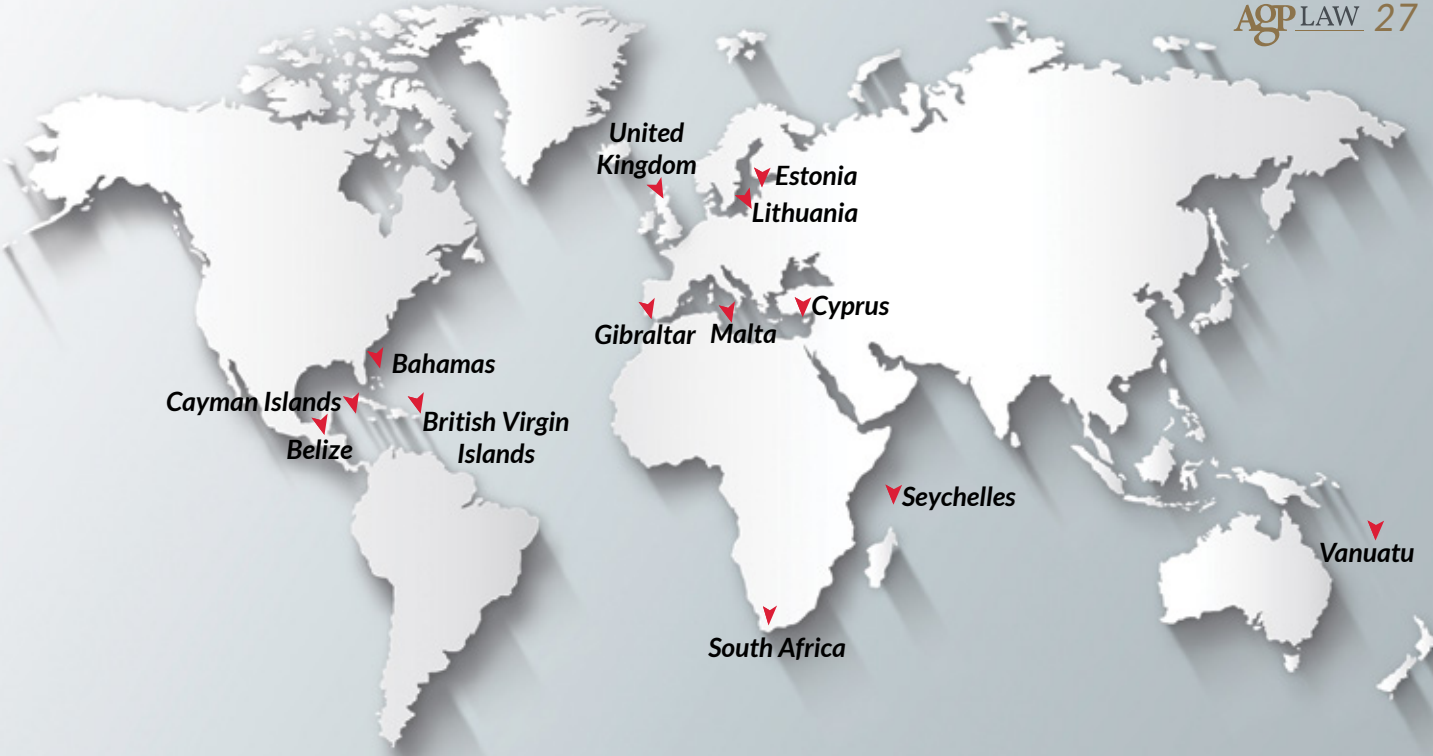 AGP LAW 27
United
Kingdom
Estonia
Lithuania
Cyprus
Gibraltar
Malta
Bahamas
Cayman Islands
British Virgin
Islands
Belize
Seychelles
Vanuatu
South Africa